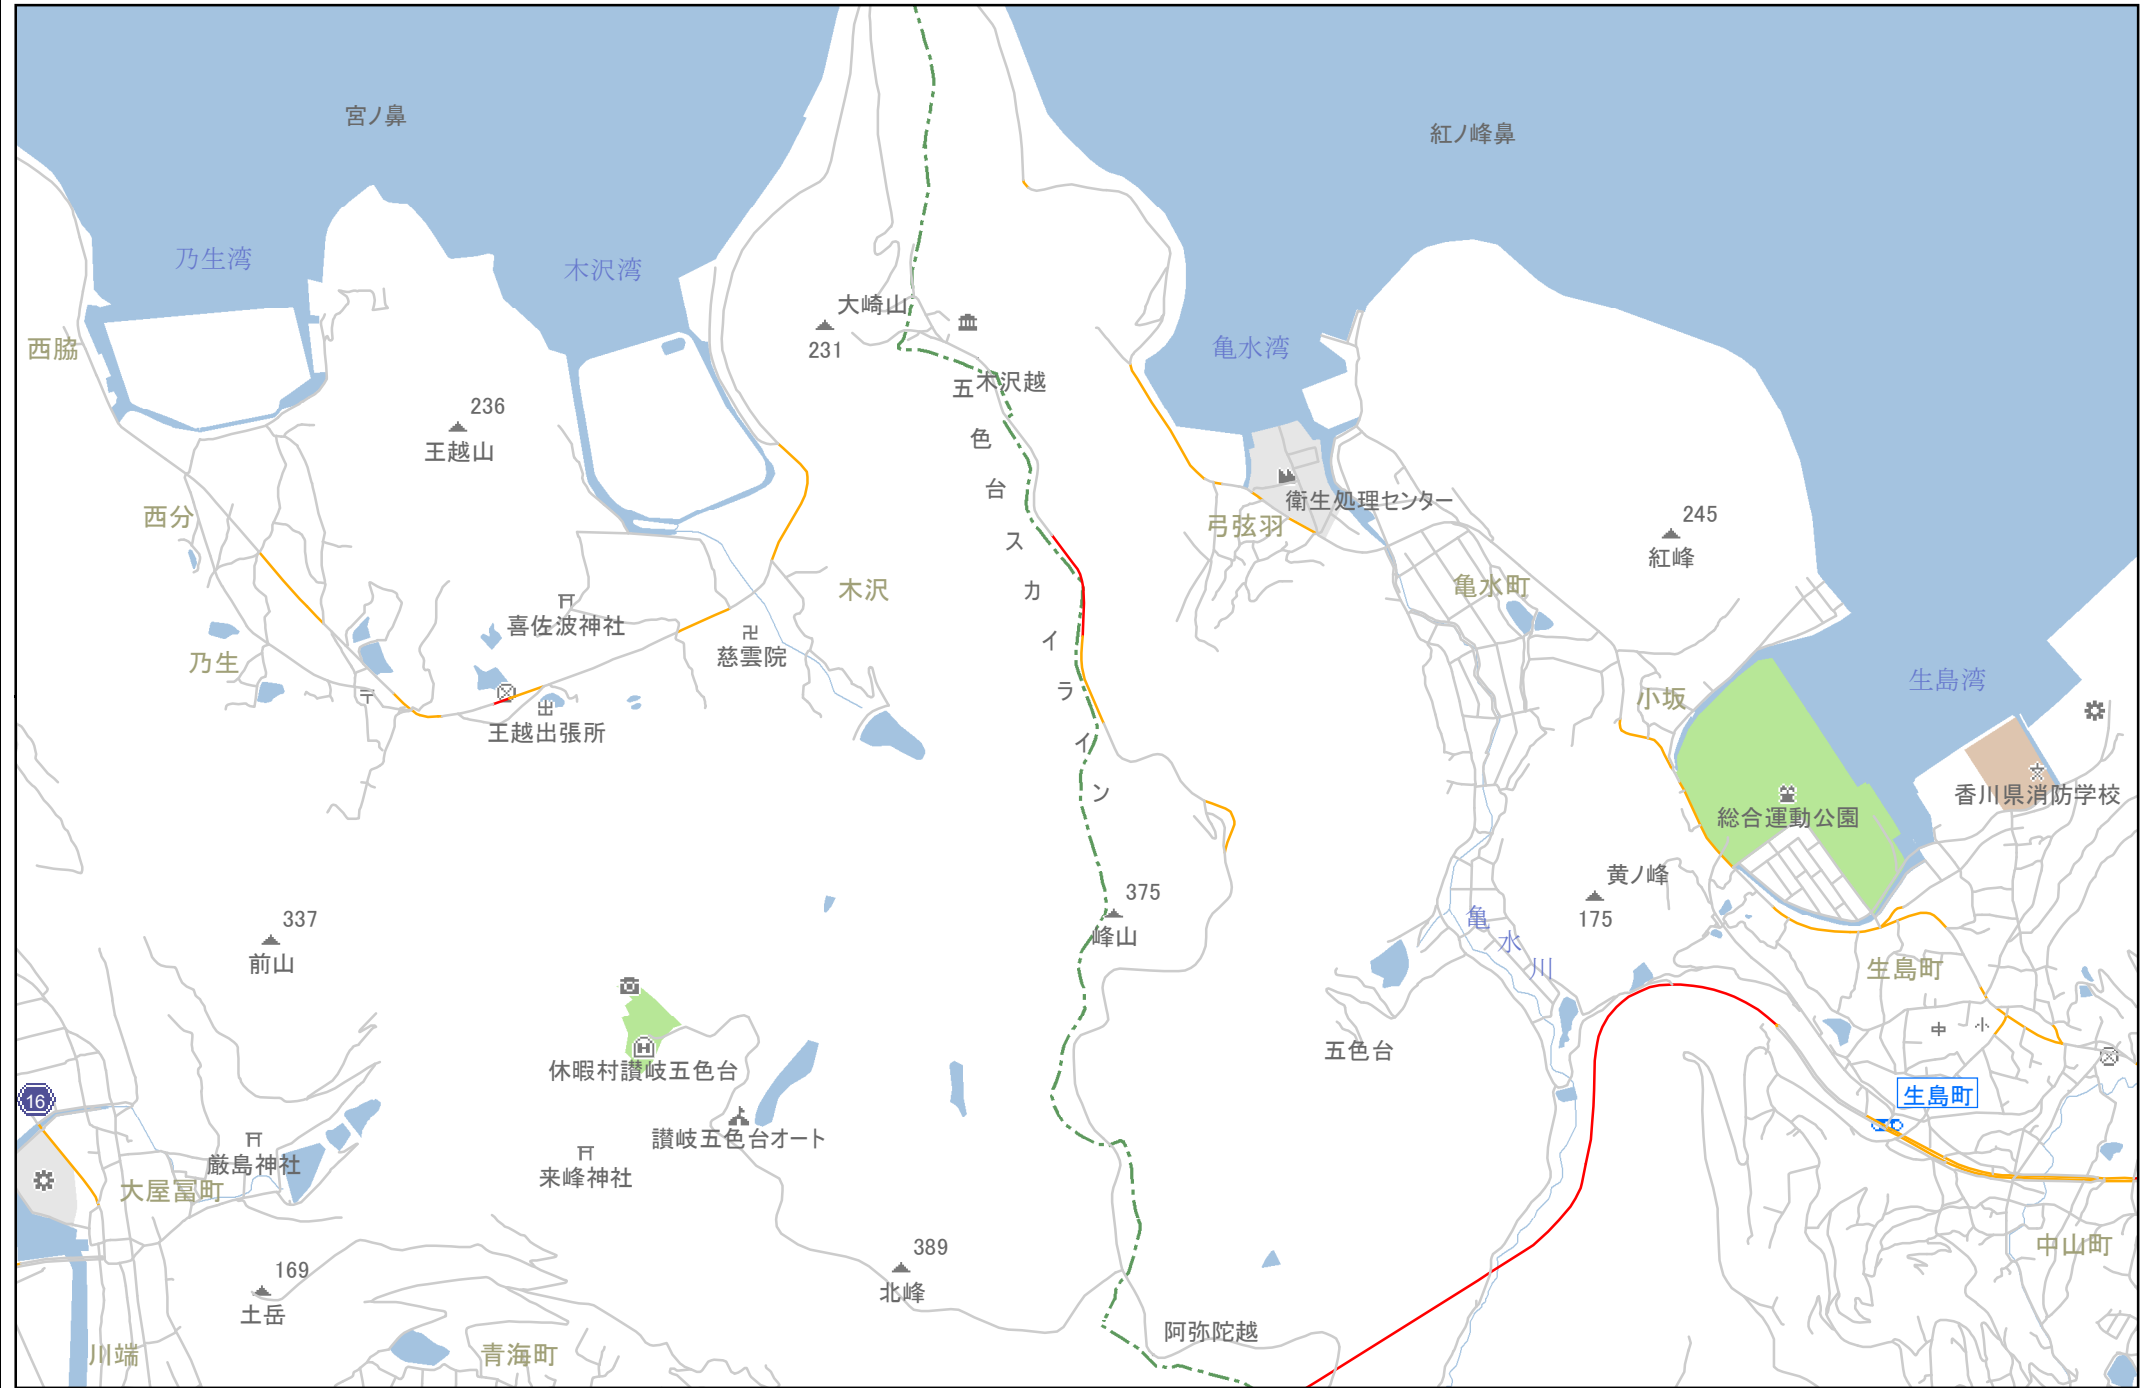 宮ノ鼻
紅ノ峰鼻
乃生湾
木沢湾
大崎山
231
西脇
亀水湾
五色台スカイライン
木沢越
236
王越山
衛生処理センター
西分
弓弦羽
245
紅峰
木沢
亀水町
喜佐波神社
慈雲院
乃生
王越出張所
小坂
生島湾
香川県消防学校
総合運動公園
375
峰山
黄ノ峰
175
337
前山
亀水川
生島町
中
小
五色台
休暇村讃岐五色台
16
生島町
讃岐五色台オート
厳島神社
来峰神社
大屋冨町
389
北峰
中山町
169
土岳
阿弥陀越
川端
青海町